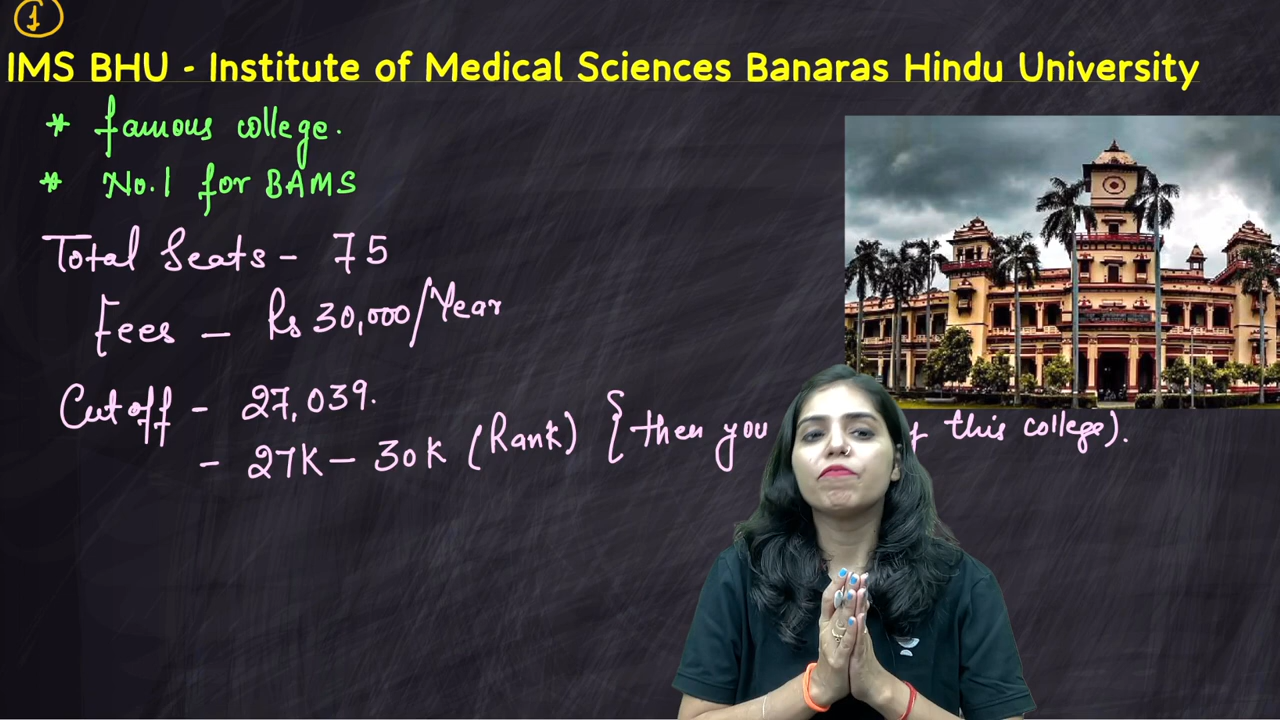 1
IMS BHU - Institute of Medical Sciences Banaras Hindu University
* famous college.
* No.1 for BAMS
Total Seats - 75
Fees - Rs 30,000/Year
Cutoff - 27,039.
- 27K - 30K (Rank) { then you this college).